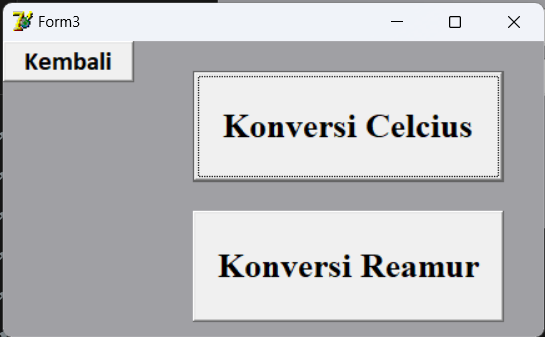 Form3
Kembali
Konversi Celcius
Konversi Reamur